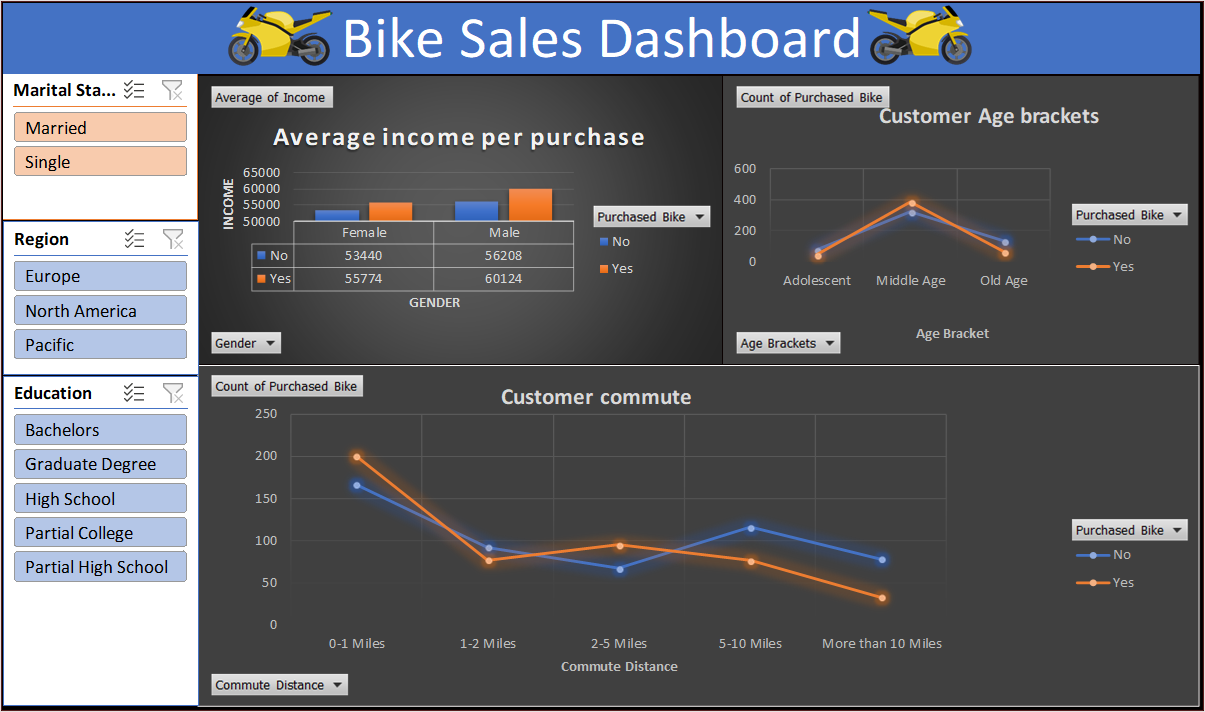 Bike Sales Dashboard
Marital Sta...
Married
Single
Region
Europe
North America
Pacific
Education
Bachelors
Graduate Degree
High School
Partial College
Partial High School
Average of Income
Average income per purchase
INCOME
65000
60000
55000
50000
Female Male
No 53440 56208
Yes 55774 60124
GENDER
Purchased Bike
No
Yes
Gender
Count of Purchased Bike
Customer Age brackets
600
400
200
0
Adolescent Middle Age Old Age
Age Bracket
Purchased Bike
No
Yes
Age Brackets
Count of Purchased Bike
Customer commute
250
200
150
100
50
0
0-1 Miles 1-2 Miles 2-5 Miles 5-10 Miles More than 10 Miles
Commute Distance
Purchased Bike
No
Yes
Commute Distance